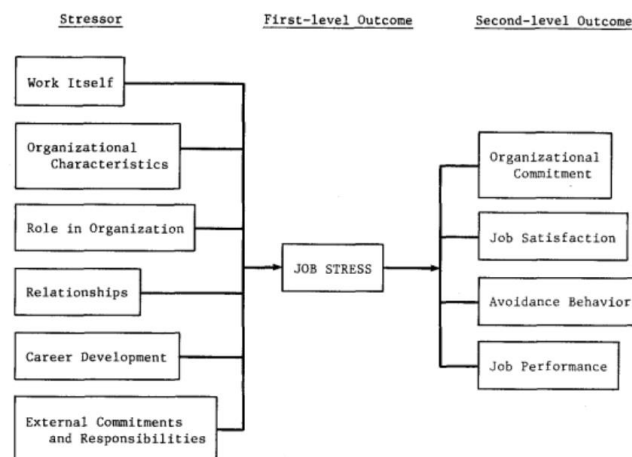 Stressor
First-level Outcome
Second-level Outcome
Work Itself
Organizational
Characteristics
Role in Organization
Relationships
Career Development
External Commitments
and Responsibilities
JOB STRESS
Organizational
Commitment
Job Satisfaction
Avoidance Behavior
Job Performance